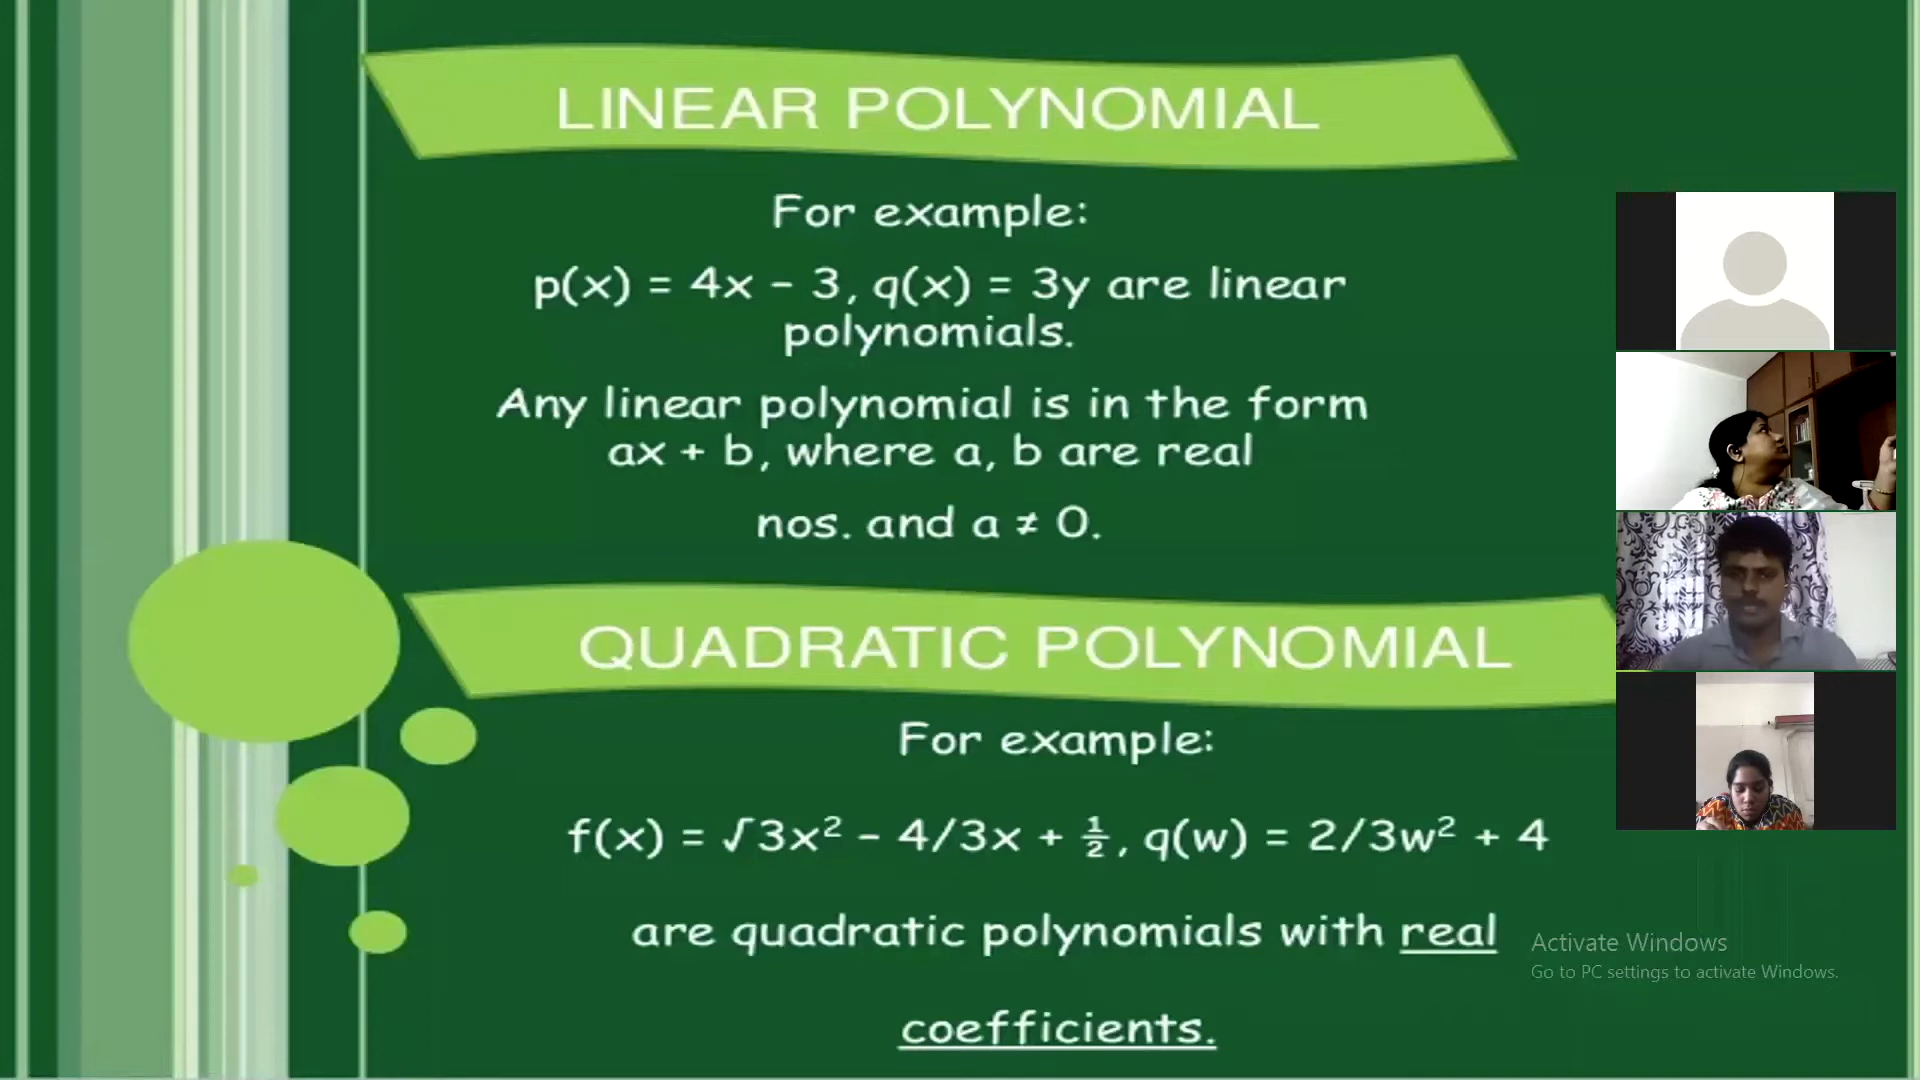 LINEAR POLYNOMIAL
For example:
p(x) = 4x – 3, q(x) = 3y are linear
polynomials.
Any linear polynomial is in the form
ax + b, where a, b are real
nos. and a ≠ 0.
QUADRATIC POLYNOMIAL
For example:
f(x) = √3x² – 4/3x + ½, q(w) = 2/3w² + 4
are quadratic polynomials with real
coefficients.
Activate Windows
Go to PC settings to activate Windows.